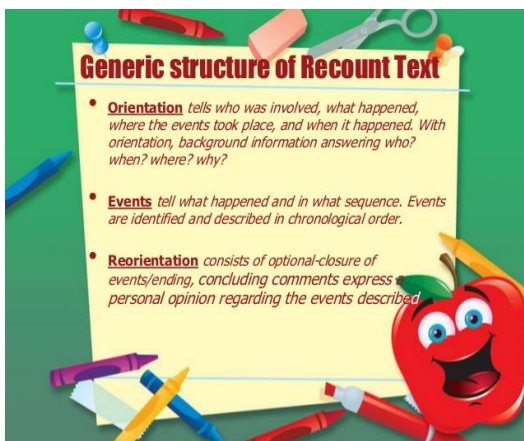 Generic structure of Recount Text
• Orientation tells who was involved, what happened,
where the events took place, and when it happened. With
orientation, background information answering who?
when? where? why?
• Events tell what happened and in what sequence. Events
are identified and described in chronological order.
• Reorientation consists of optional-closure of
events/ending, concluding comments express a
personal opinion regarding the events described